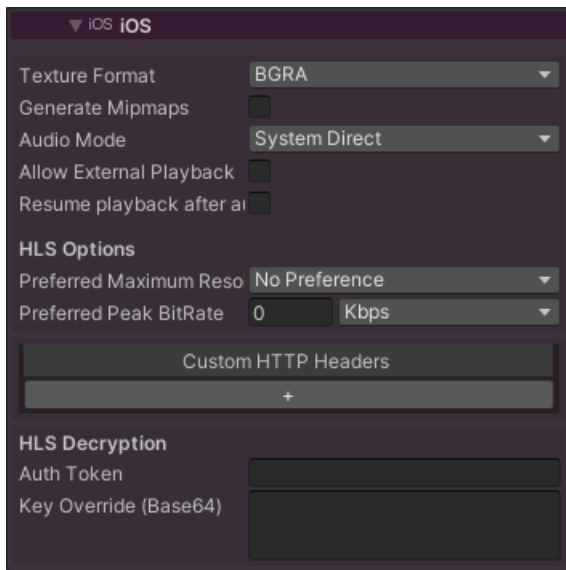 iOS iOS
Texture Format BGRA
Generate Mipmaps
Audio Mode System Direct
Allow External Playback
Resume playback after au
HLS Options
Preferred Maximum Reso No Preference
Preferred Peak BitRate 0 Kbps
Custom HTTP Headers
+
HLS Decryption
Auth Token
Key Override (Base64)